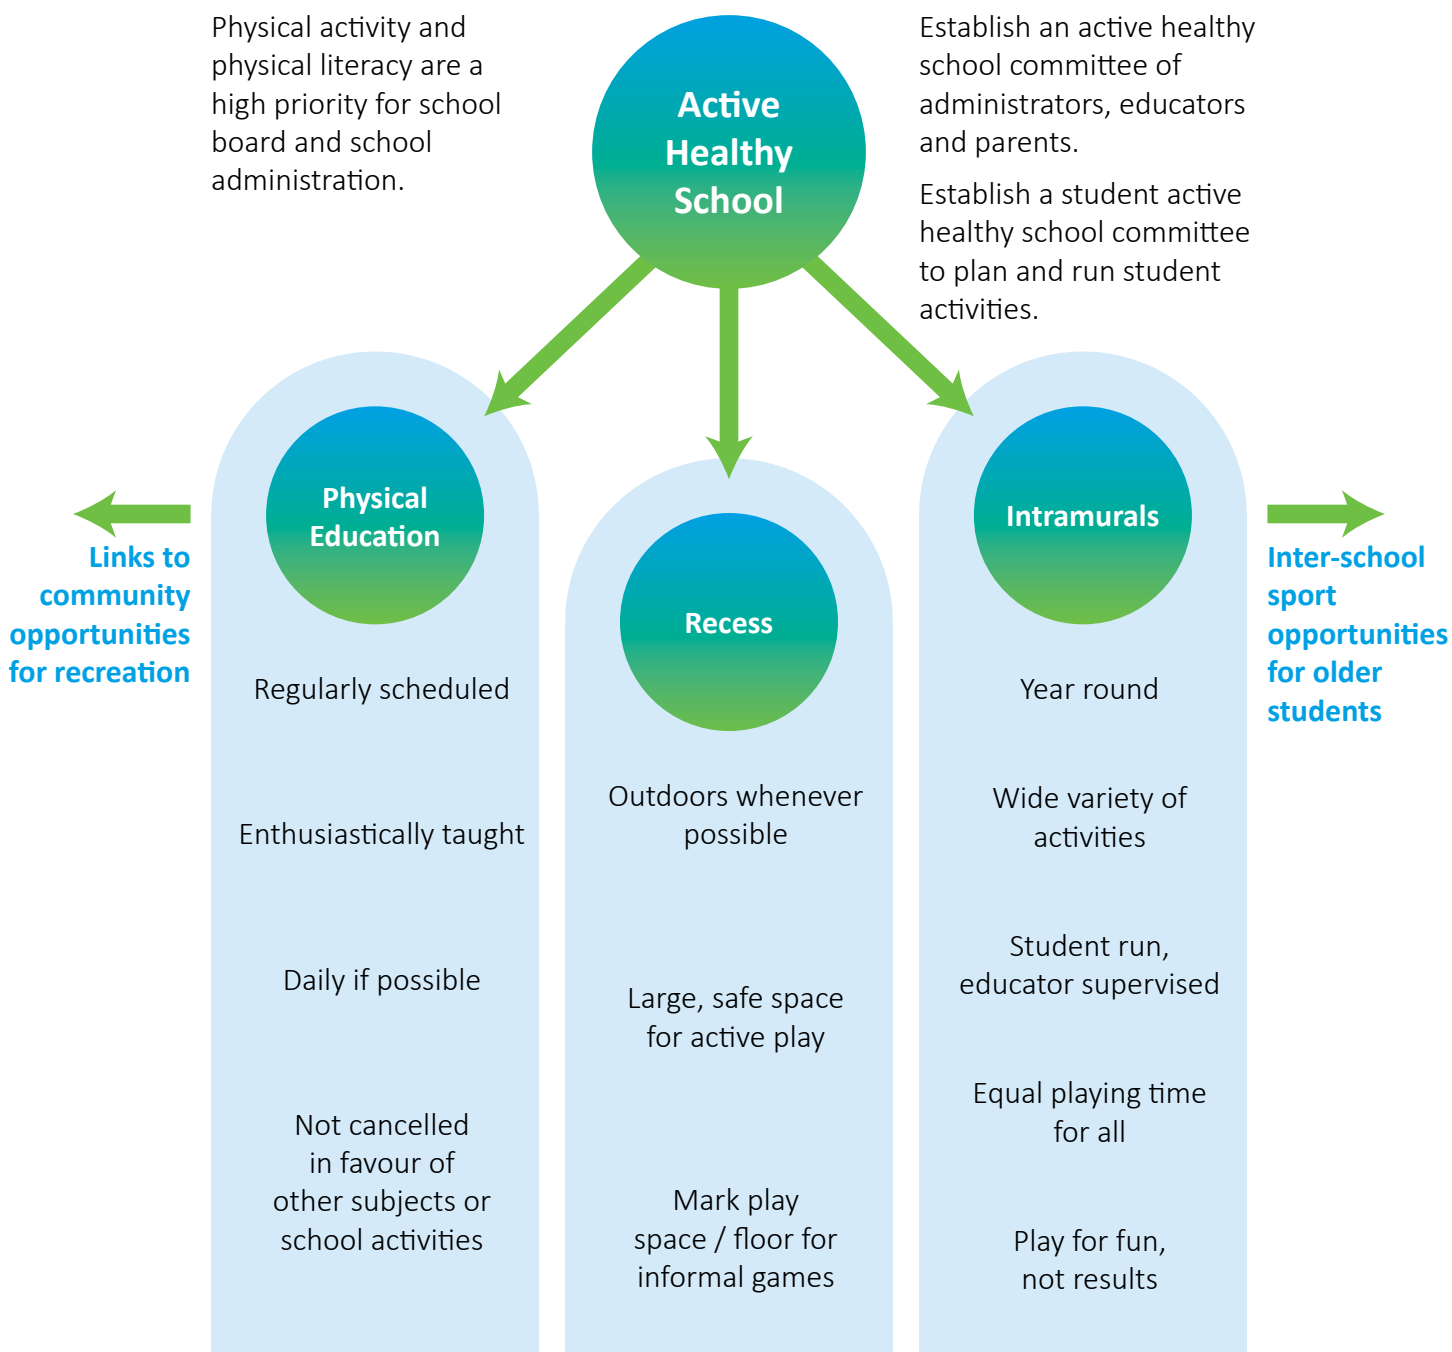 Physical activity and
physical literacy are a
high priority for school
board and school
administration.
Active
Healthy
School
Establish an active healthy
school committee of
administrators, educators
and parents.
Establish a student active
healthy school committee
to plan and run student
activities.
Links to
community
opportunities
for recreation
Physical
Education
Regularly scheduled
Enthusiastically taught
Daily if possible
Not cancelled
in favour of
other subjects or
school activities
Recess
Outdoors whenever
possible
Large, safe space
for active play
Mark play
space / floor for
informal games
Intramurals
Year round
Wide variety of
activities
Student run,
educator supervised
Equal playing time
for all
Play for fun,
not results
Inter-school
sport
opportunities
for older
students